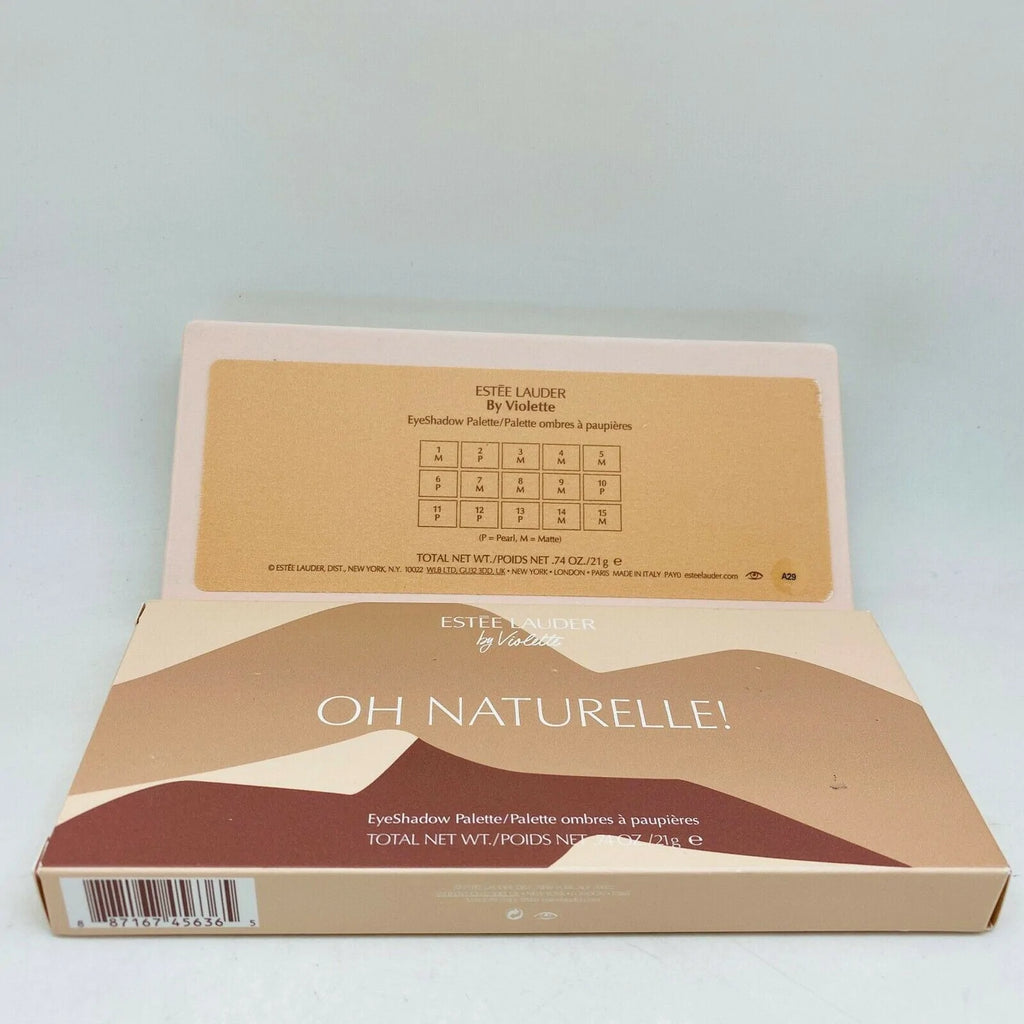 ESTĒE LAUDER
By Violette
EyeShadow Palette/Palette ombres à paupières
1 2 3 4 5
M P M M M
6 7 8 9 10
P M M M P
11 12 13 14 15
P P P M M
(P = Pearl, M = Matte)
TOTAL NET WT./POIDS NET .74 OZ./21g ℮
© ESTĒE LAUDER, DIST., NEW YORK, N.Y. 10022 WL8 LTD, GU32 3DD, UK • NEW YORK • LONDON • PARIS MADE IN ITALY PAY0 esteelauder.com A29
ESTĒE LAUDER
by Violette
OH NATURELLE!
EyeShadow Palette/Palette ombres à paupières
TOTAL NET WT./POIDS NET .74 OZ./21g ℮
8 87167 45636 5